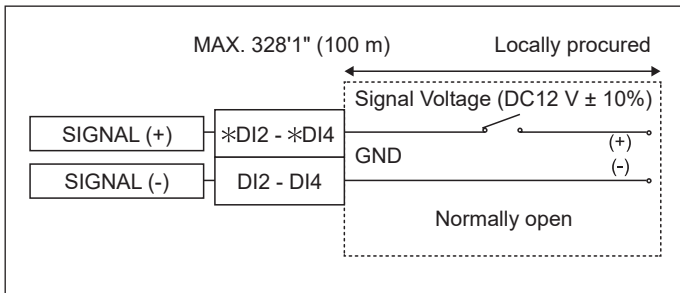 MAX. 328'1" (100 m) Locally procured
Signal Voltage (DC12 V ± 10%)
SIGNAL (+) ✳DI2 - ✳DI4
(+)
GND
(-)
SIGNAL (-) DI2 - DI4
Normally open